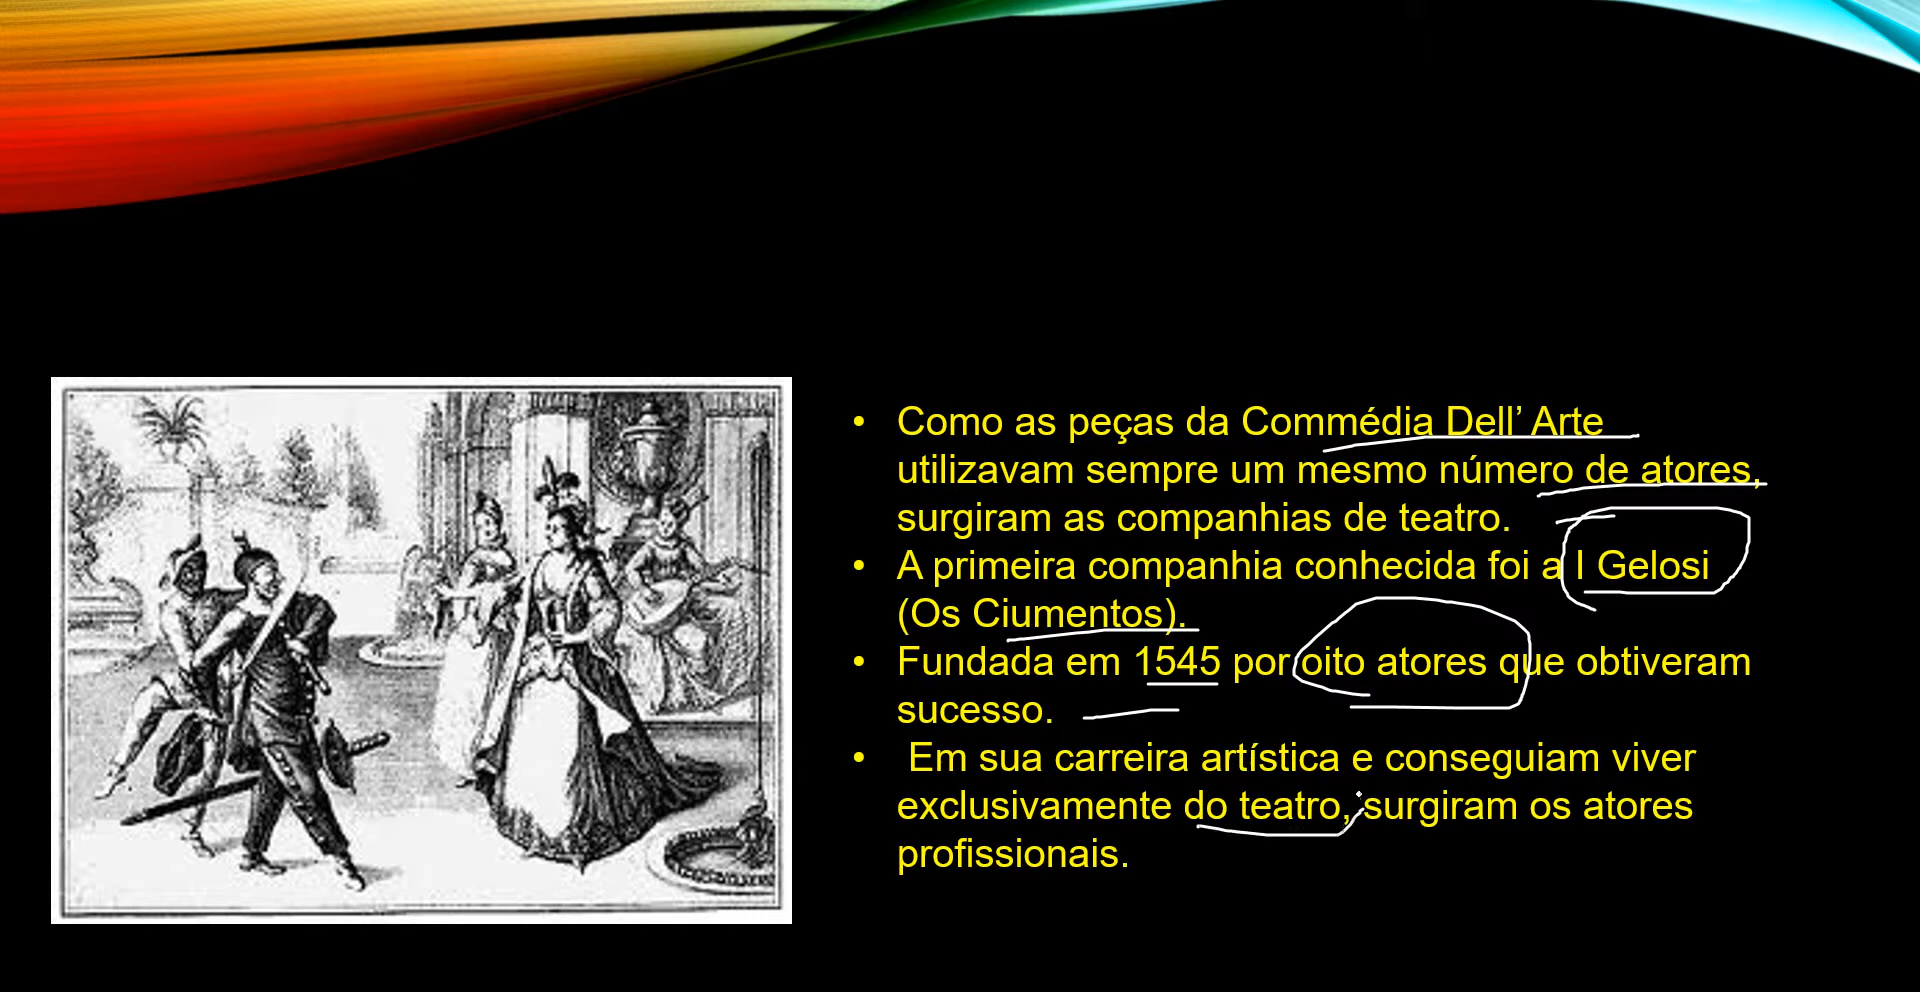 • Como as peças da Commédia Dell’ Arte
utilizavam sempre um mesmo número de atores,
surgiram as companhias de teatro.
• A primeira companhia conhecida foi a I Gelosi
(Os Ciumentos).
• Fundada em 1545 por oito atores que obtiveram
sucesso.
• Em sua carreira artística e conseguiam viver
exclusivamente do teatro, surgiram os atores
profissionais.